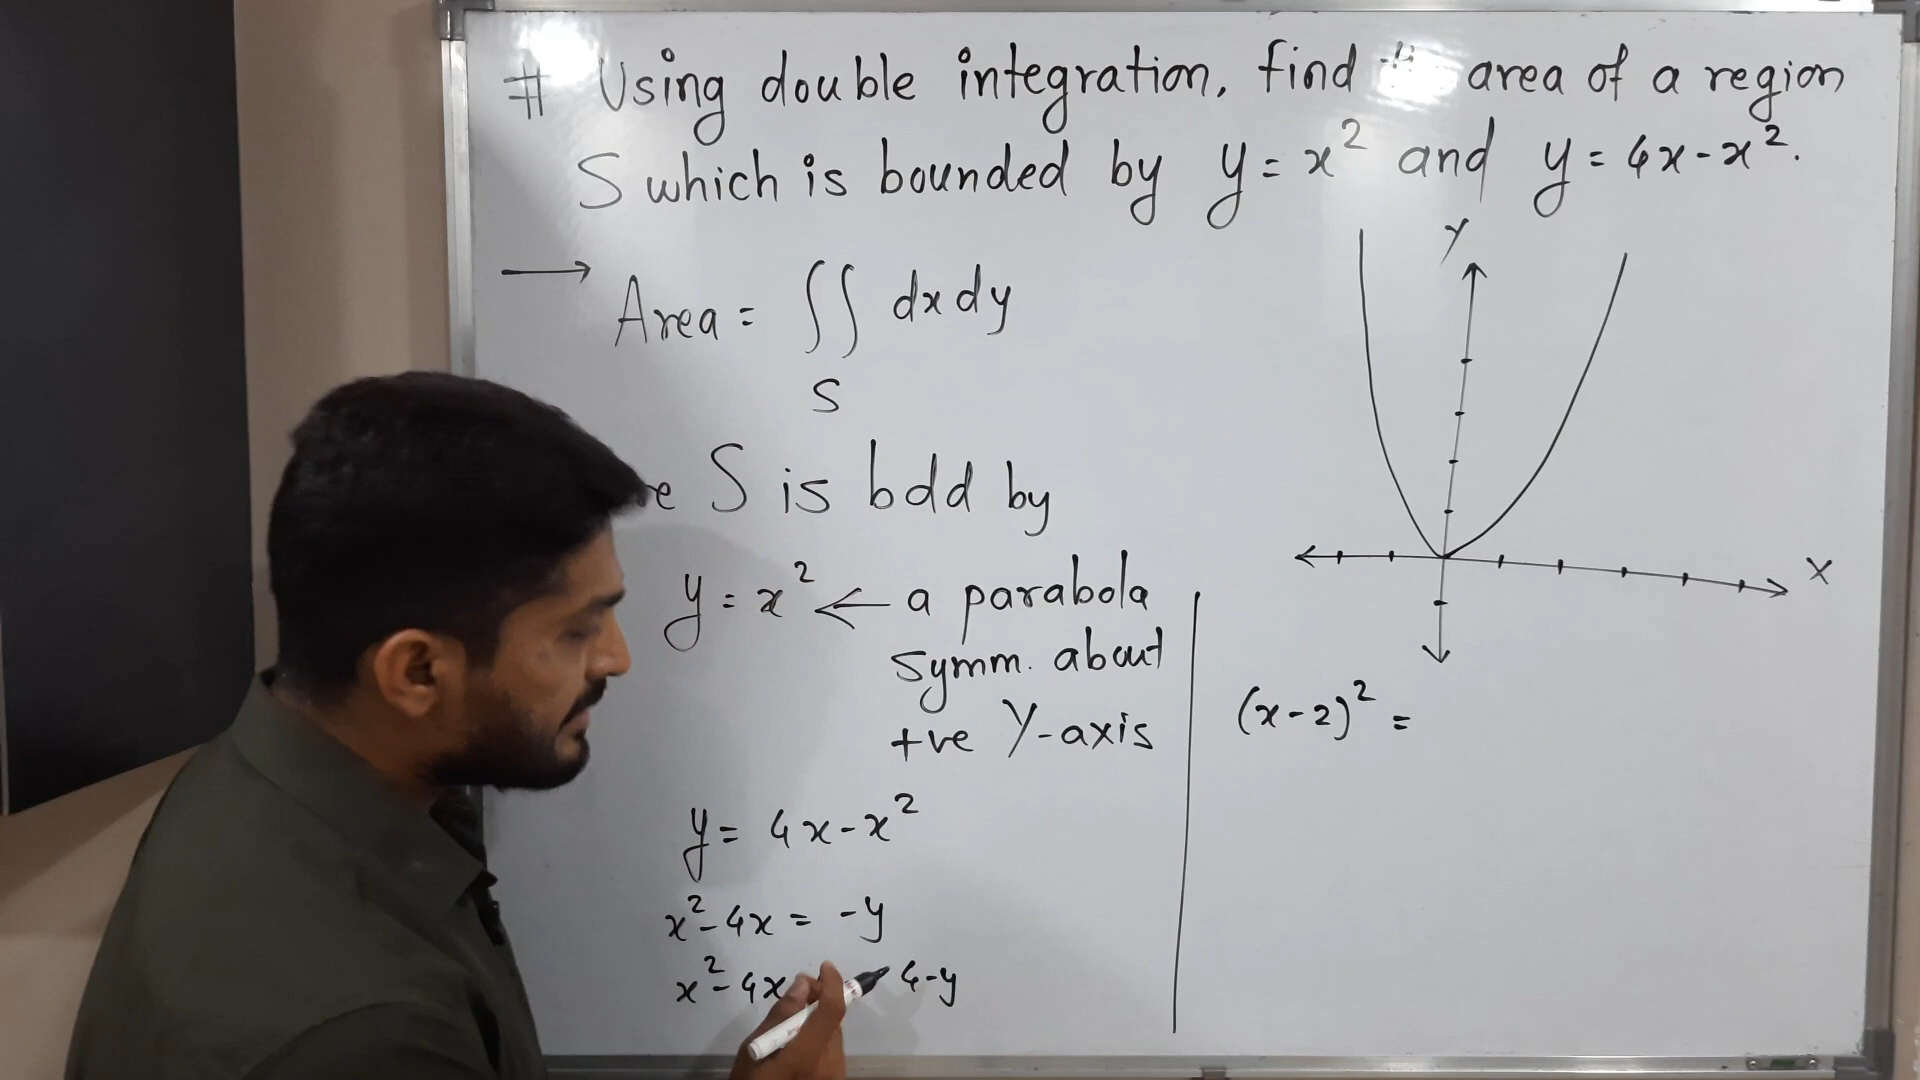 # Using double integration, find area of a region
S which is bounded by y = x² and y = 4x - x².
→ Area = ∬ dx dy
S
S is bdd by
y = x² ← a parabola
symm. about
+ve Y-axis
y = 4x - x²
x² - 4x = -y
x² - 4x 4 - y
Y
X
(x - 2)² =